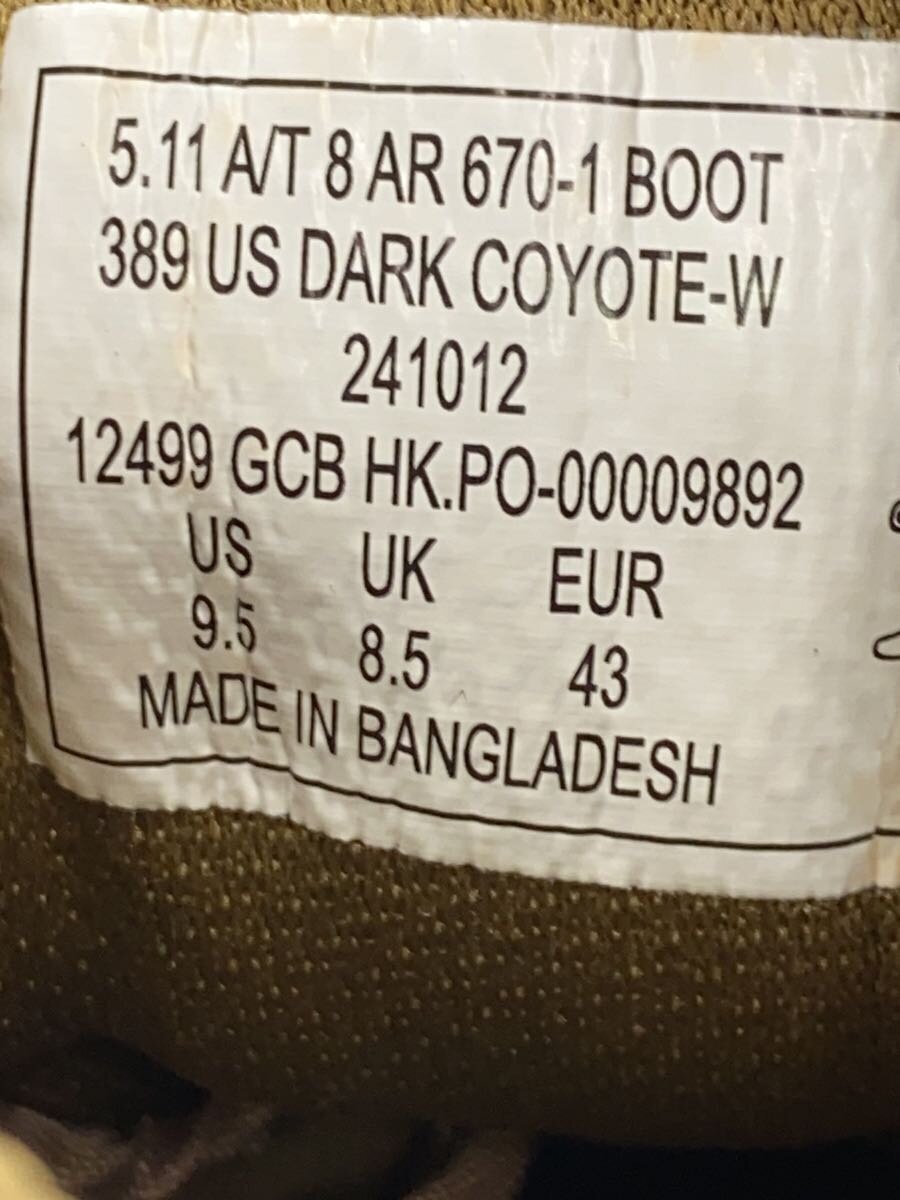 5.11 A/T 8 AR 670-1 BOOT
389 US DARK COYOTE-W
241012
12499 GCB HK.PO-00009892
US UK EUR
9.5 8.5 43
MADE IN BANGLADESH